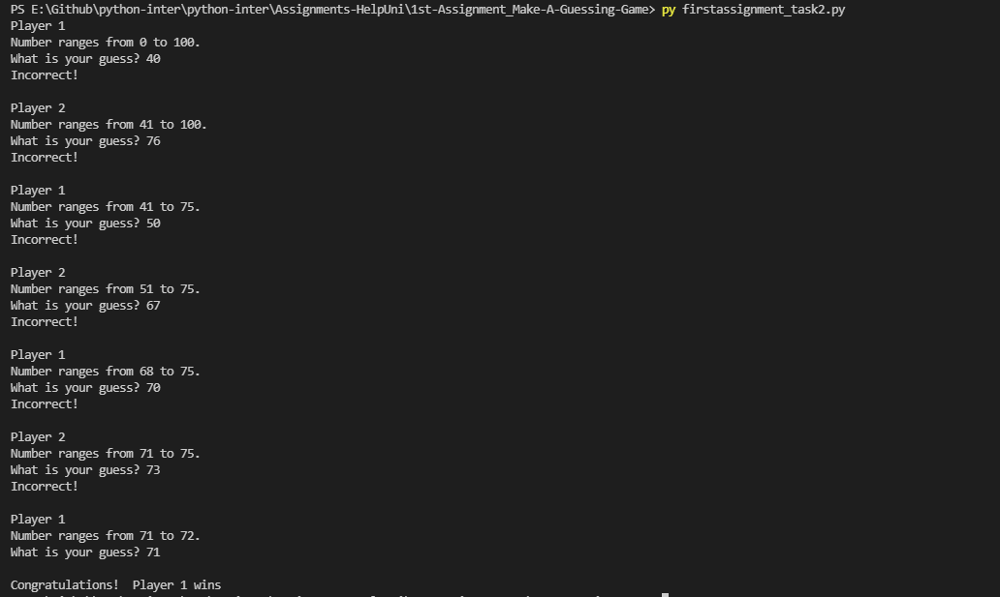 PS E:\Github\python-inter\python-inter\Assignments-HelpUni\1st-Assignment_Make-A-Guessing-Game> py firstassignment_task2.py
Player 1
Number ranges from 0 to 100.
What is your guess? 40
Incorrect!
Player 2
Number ranges from 41 to 100.
What is your guess? 76
Incorrect!
Player 1
Number ranges from 41 to 75.
What is your guess? 50
Incorrect!
Player 2
Number ranges from 51 to 75.
What is your guess? 67
Incorrect!
Player 1
Number ranges from 68 to 75.
What is your guess? 70
Incorrect!
Player 2
Number ranges from 71 to 75.
What is your guess? 73
Incorrect!
Player 1
Number ranges from 71 to 72.
What is your guess? 71
Congratulations!  Player 1 wins